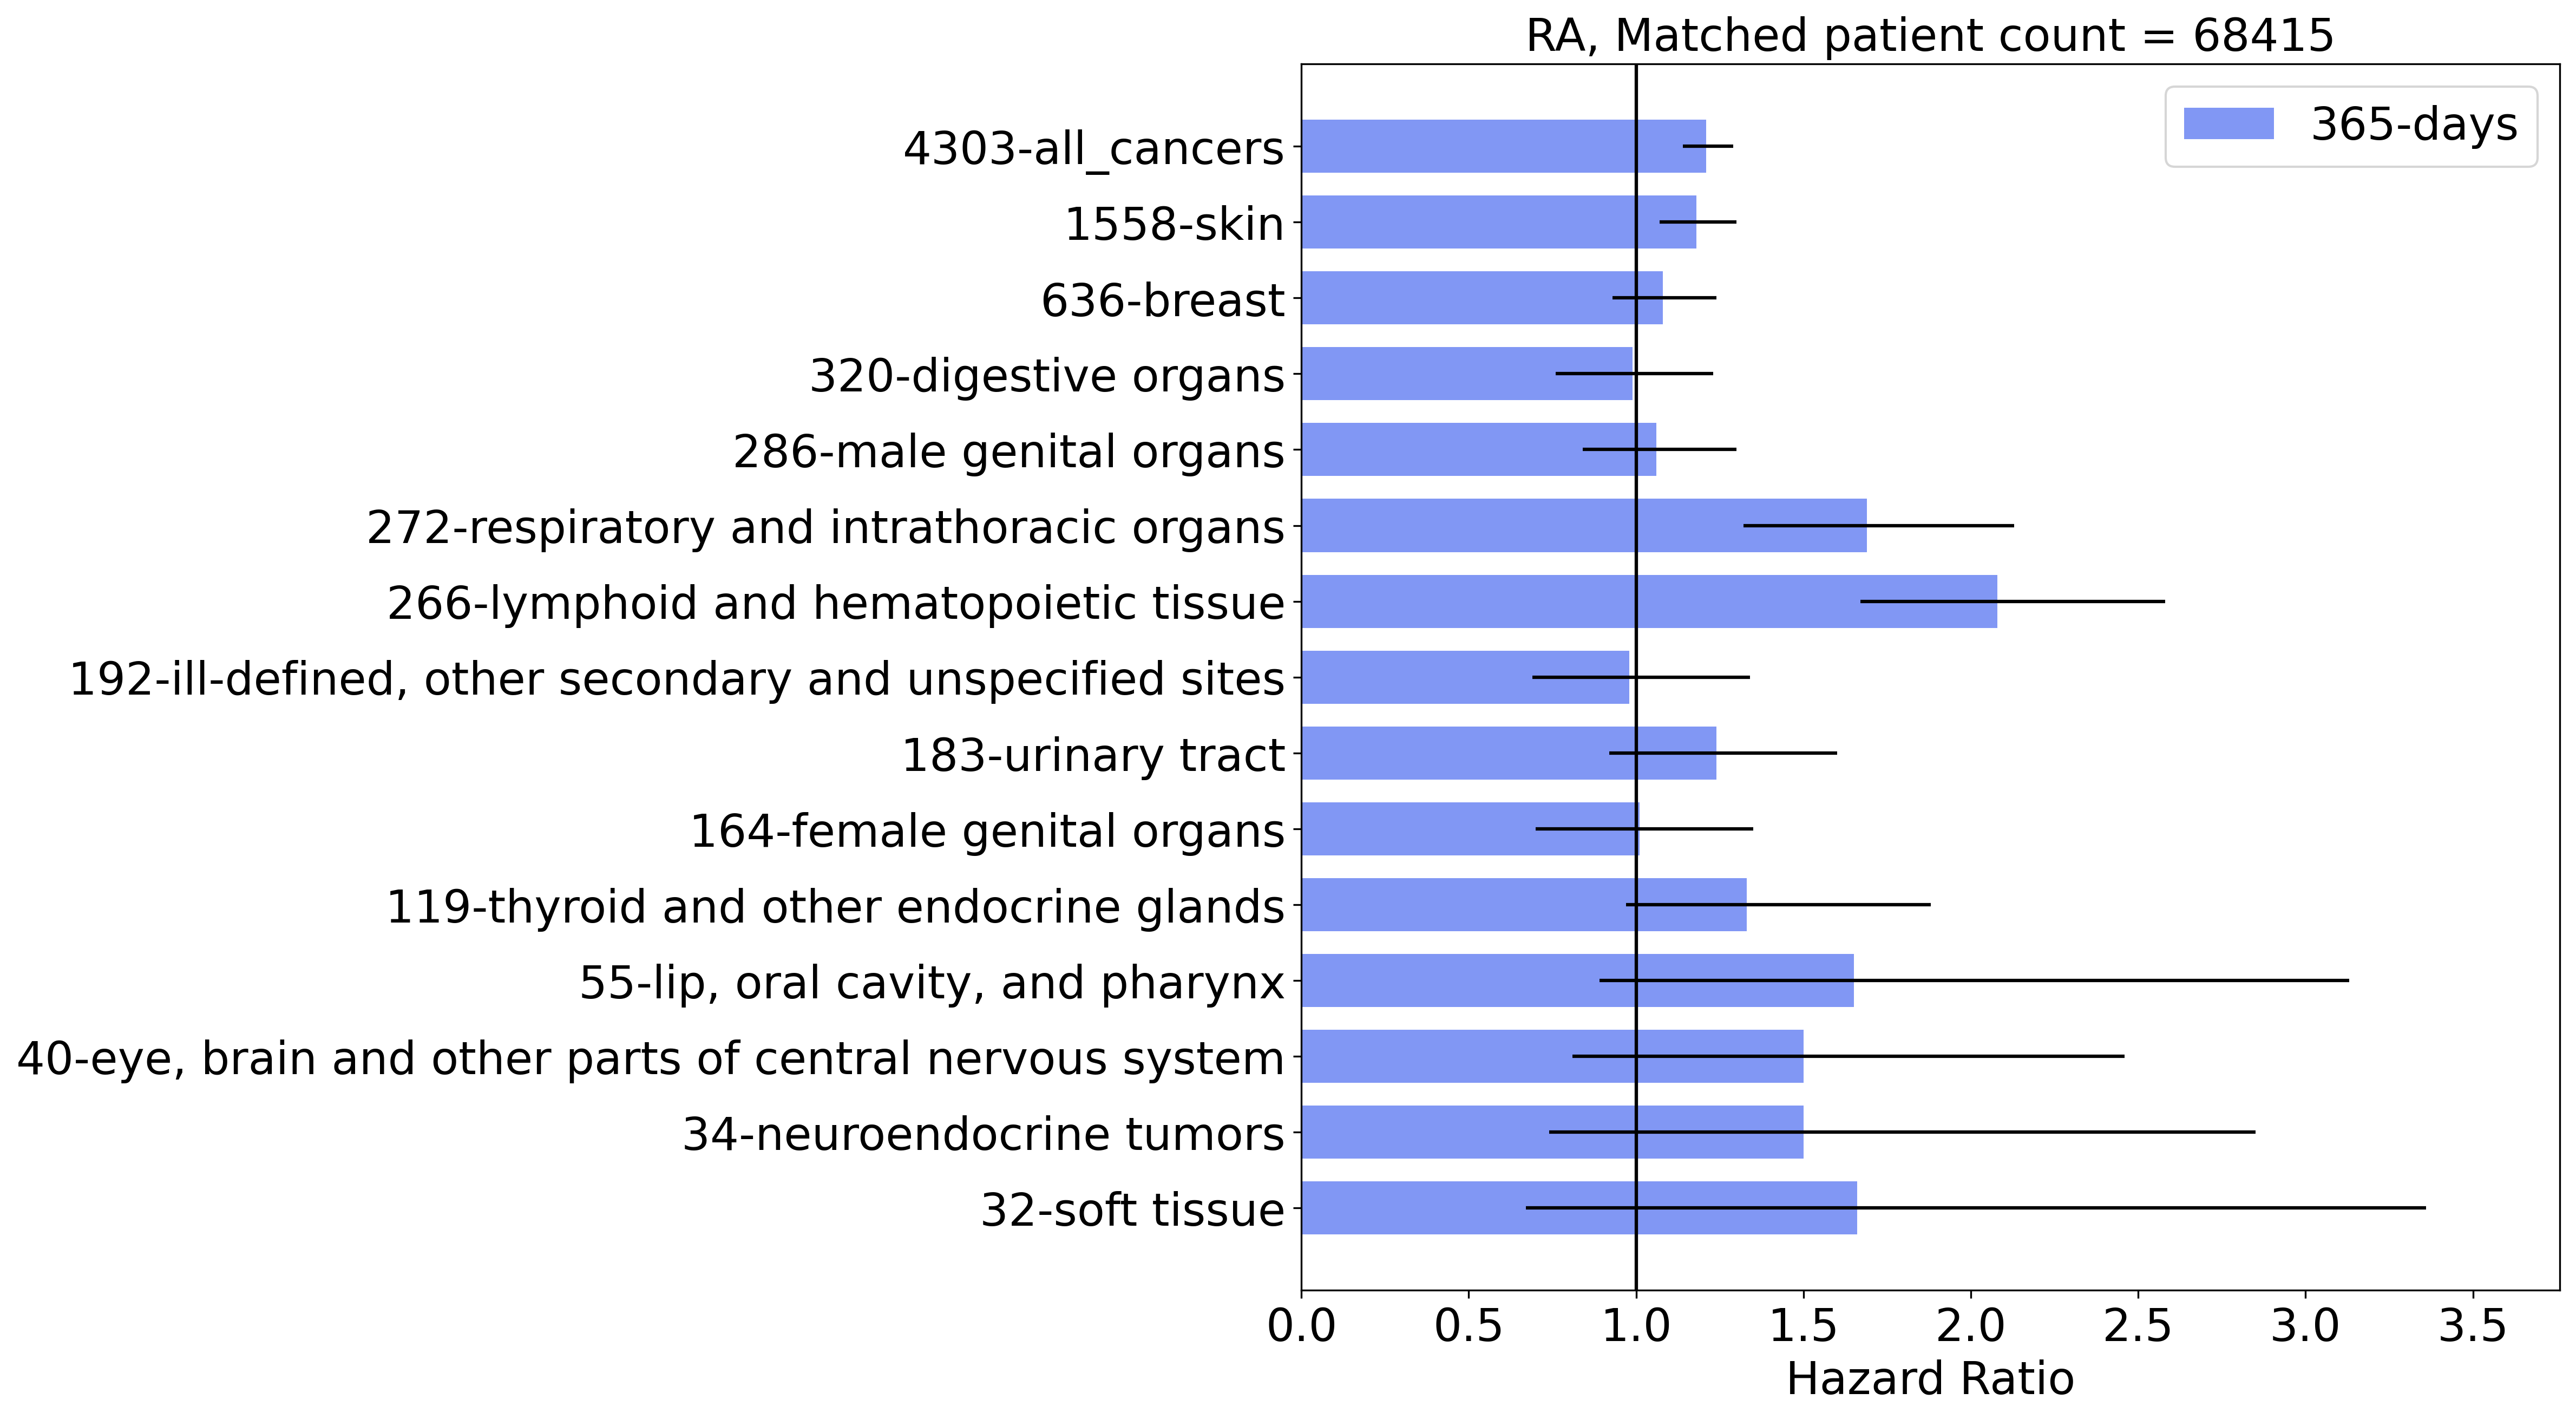 RA, Matched patient count = 68415
365-days
4303-all_cancers
1558-skin
636-breast
320-digestive organs
286-male genital organs
272-respiratory and intrathoracic organs
266-lymphoid and hematopoietic tissue
192-ill-defined, other secondary and unspecified sites
183-urinary tract
164-female genital organs
119-thyroid and other endocrine glands
55-lip, oral cavity, and pharynx
40-eye, brain and other parts of central nervous system
34-neuroendocrine tumors
32-soft tissue
0.0 0.5 1.0 1.5 2.0 2.5 3.0 3.5
Hazard Ratio